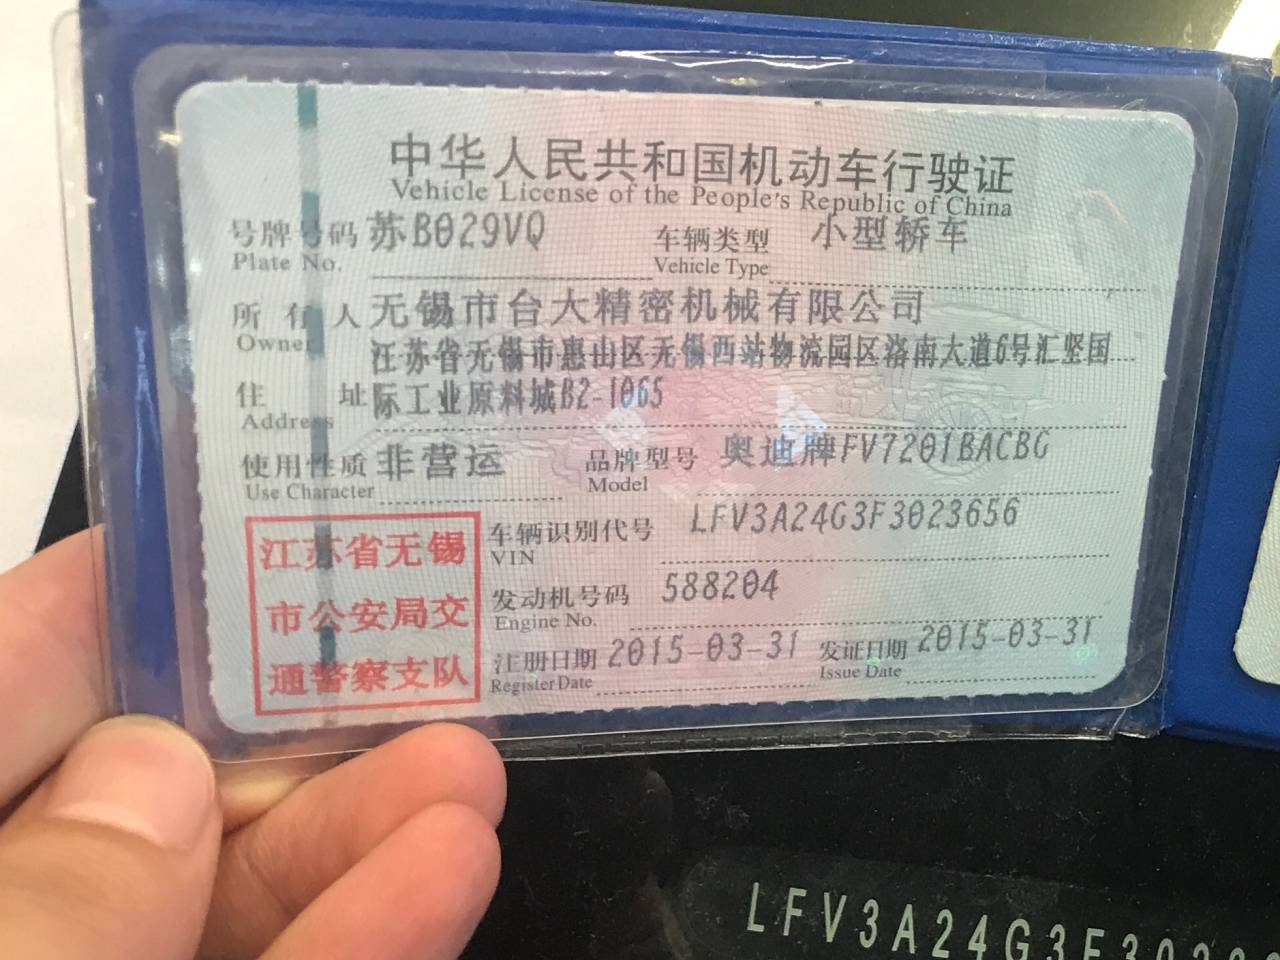 中华人民共和国机动车行驶证
Vehicle License of the People's Republic of China
号牌号码 苏B029VQ 车辆类型 小型轿车
Plate No. Vehicle Type
所有人 无锡市台大精密机械有限公司
Owner
江苏省无锡市惠山区无锡西站物流园区洛南大道6号汇坚国
住址 际工业原料城B2-1065
Address
使用性质 非营运 品牌型号 奥迪牌FV7201BACBG
Use Character Model
江苏省无锡
市公安局交
通警察支队
车辆识别代号 LFV3A24G3F3023656
VIN
发动机号码 588204
Engine No.
注册日期 2015-03-31 发证日期 2015-03-31
Register Date Issue Date
LFV3A24G3F302